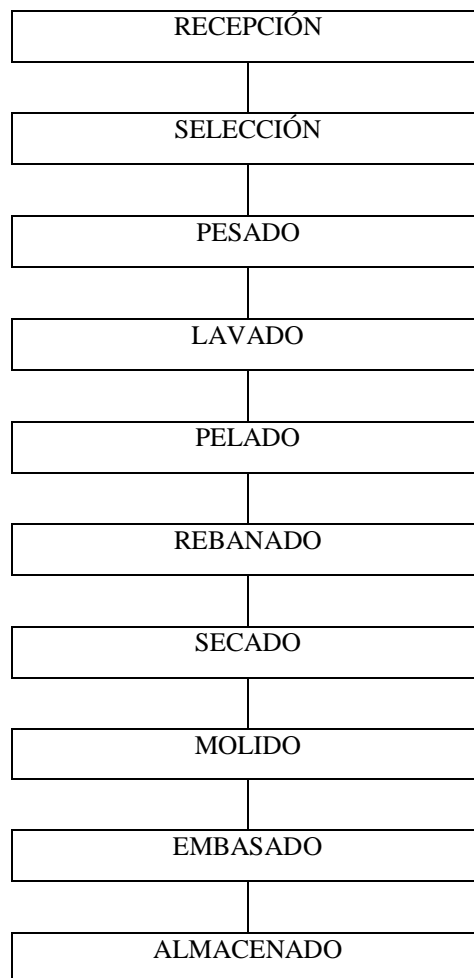 RECEPCIÓN
SELECCIÓN
PESADO
LAVADO
PELADO
REBANADO
SECADO
MOLIDO
EMBASADO
ALMACENADO